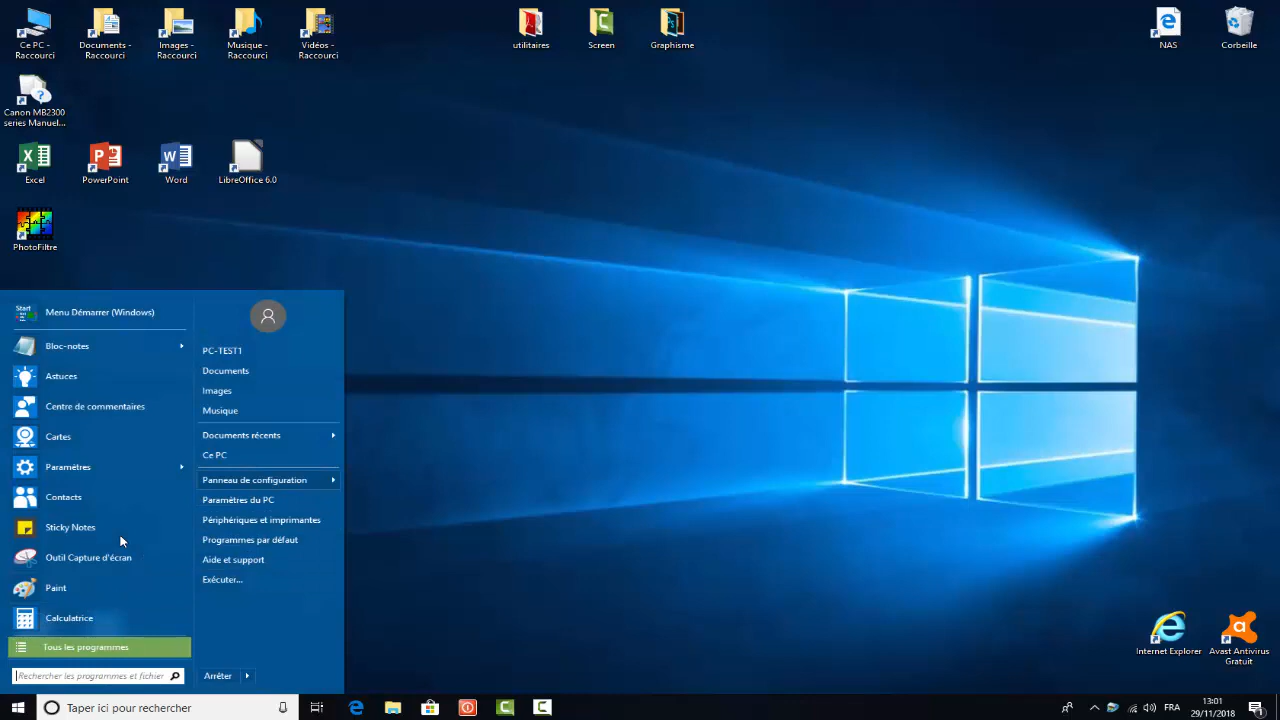 Ce PC -
Raccourci
Documents -
Raccourci
Images -
Raccourci
Musique -
Raccourci
Vidéos -
Raccourci
utilitaires
Screen
Graphisme
NAS
Corbeille
Canon MB2300
series Manuel...
Excel
PowerPoint
Word
LibreOffice 6.0
PhotoFiltre
Start
Menu Démarrer (Windows)
Bloc-notes
Astuces
Centre de commentaires
Cartes
Paramètres
Contacts
Sticky Notes
Outil Capture d'écran
Paint
Calculatrice
Tous les programmes
Rechercher les programmes et fichier
PC-TEST1
Documents
Images
Musique
Documents récents
Ce PC
Panneau de configuration
Paramètres du PC
Périphériques et imprimantes
Programmes par défaut
Aide et support
Exécuter...
Arrêter
Internet Explorer
Avast Antivirus
Gratuit
Taper ici pour rechercher
FRA
13:01
29/11/2018
1